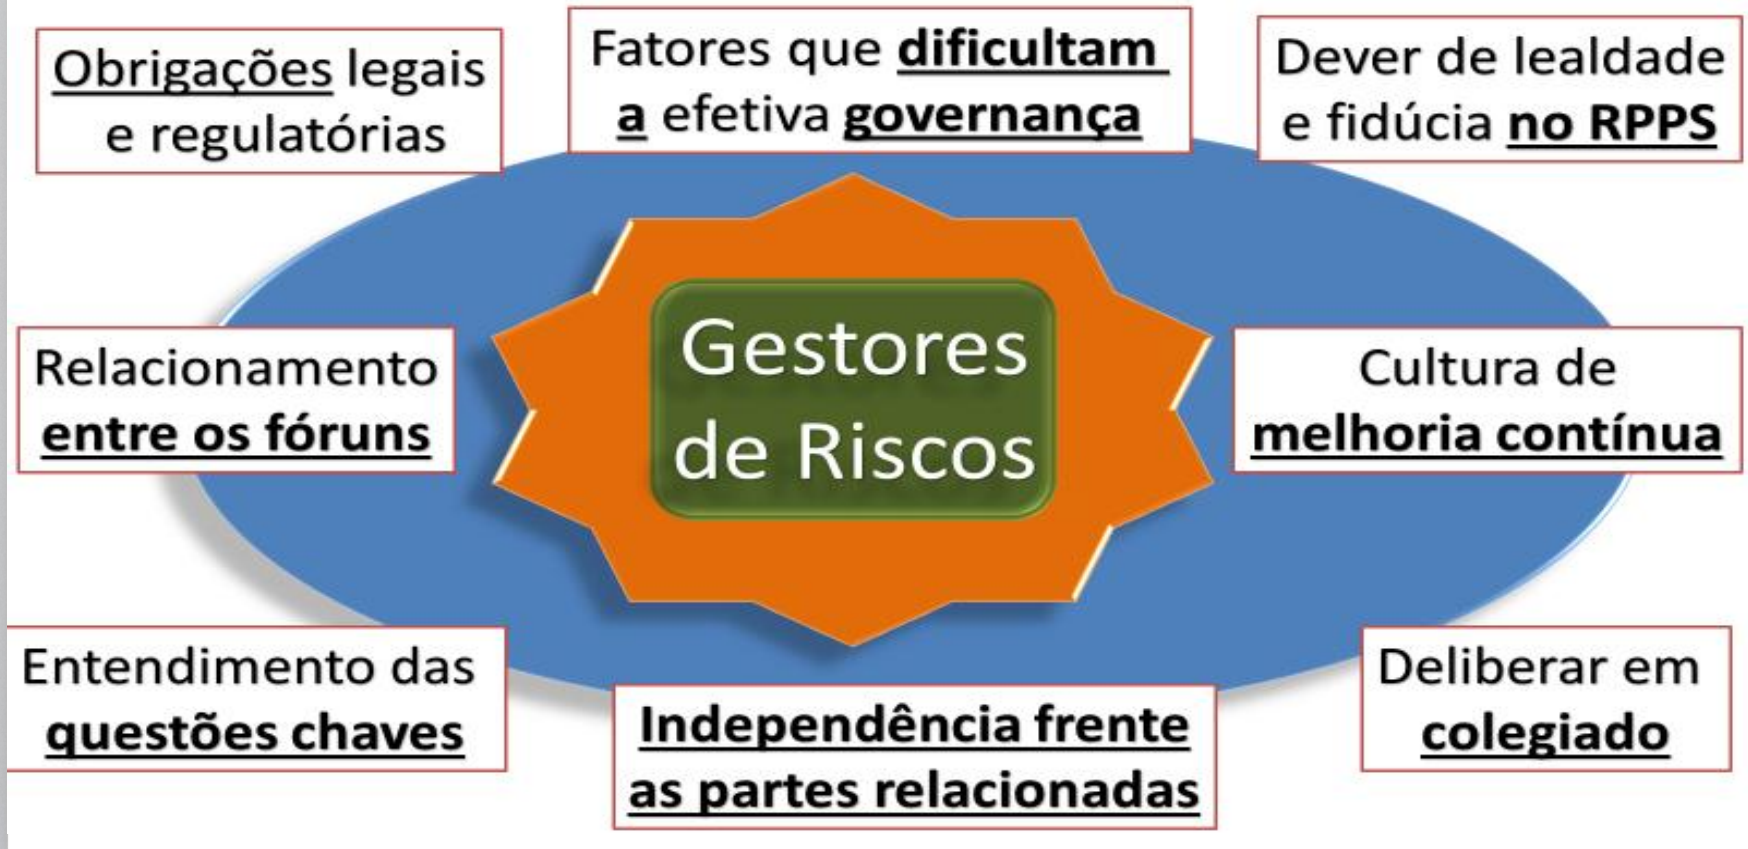 Obrigações legais
e regulatórias
Fatores que dificultam
a efetiva governança
Dever de lealdade
e fidúcia no RPPS
Relacionamento
entre os fóruns
Gestores
de Riscos
Cultura de
melhoria contínua
Entendimento das
questões chaves
Independência frente
as partes relacionadas
Deliberar em
colegiado